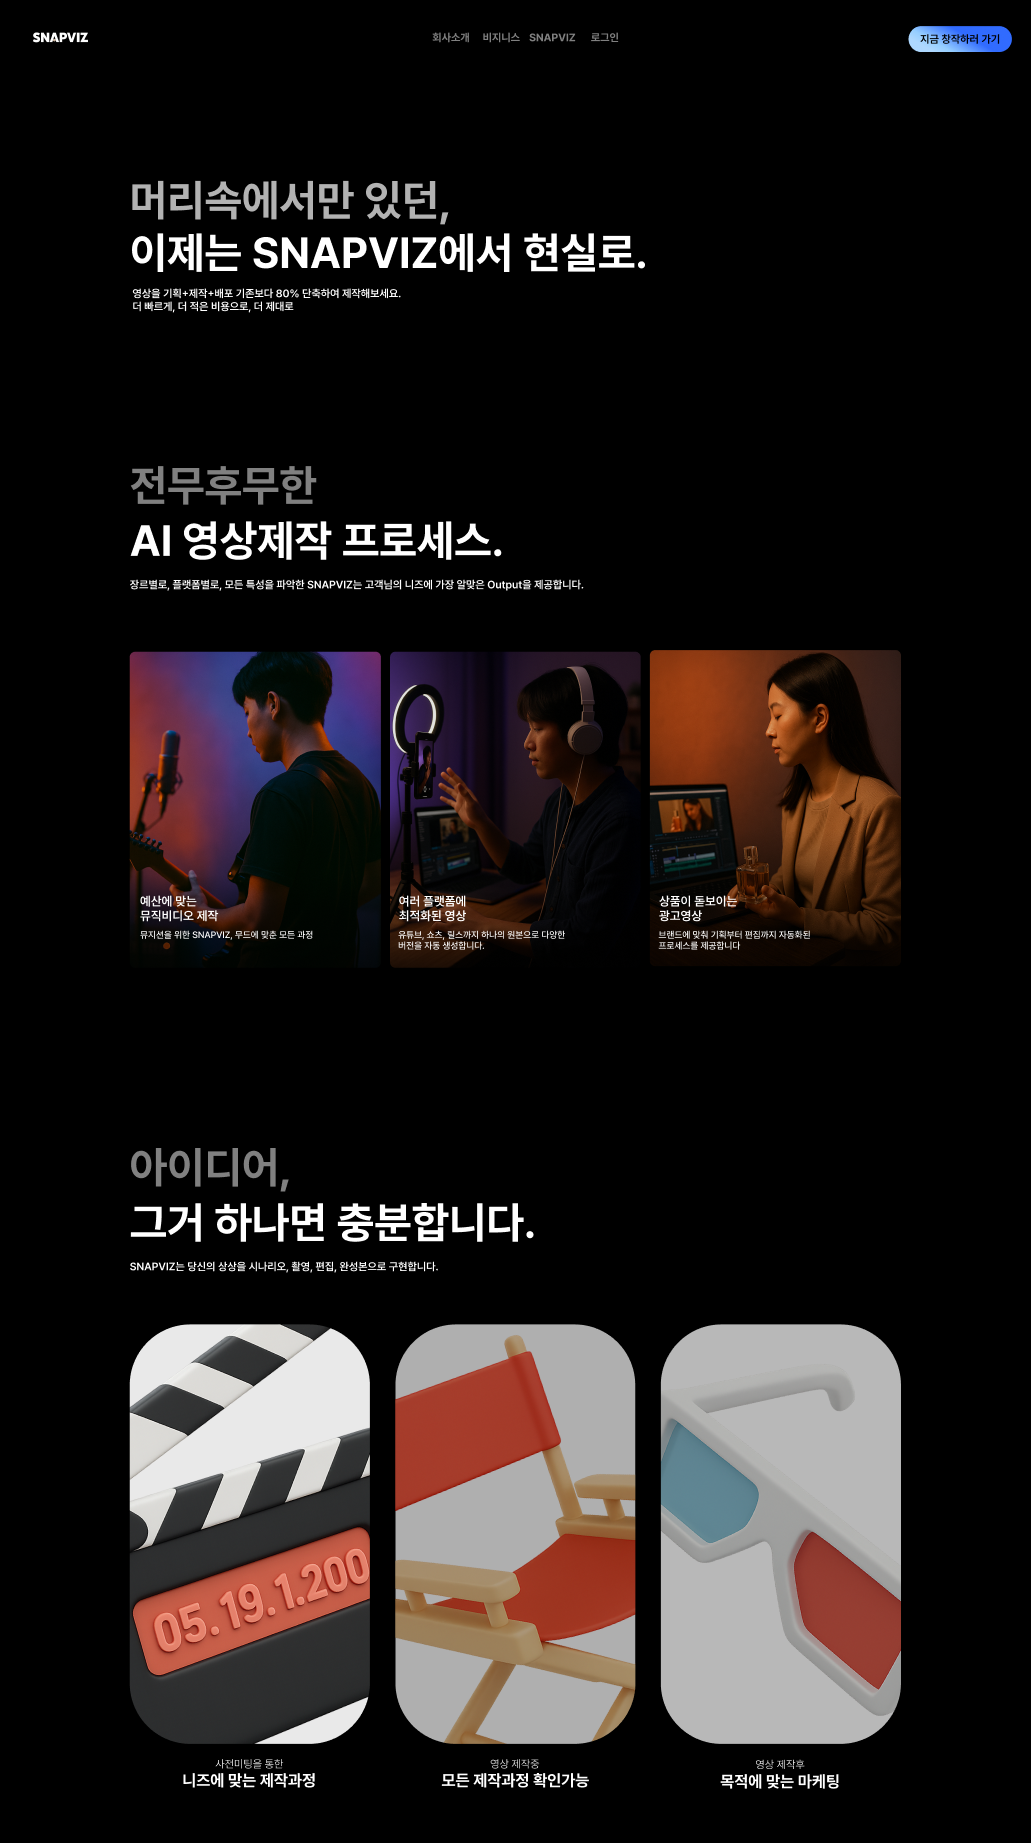 SNAPVIZ
회사소개 비지니스 SNAPVIZ 로그인
지금 창작하러 가기
머리속에서만 있던,
이제는 SNAPVIZ에서 현실로.
영상을 기획+제작+배포 기존보다 80% 단축하여 제작해보세요.
더 빠르게, 더 적은 비용으로, 더 제대로
전무후무한
AI 영상제작 프로세스.
장르별로, 플랫폼별로, 모든 특성을 파악한 SNAPVIZ는 고객님의 니즈에 가장 알맞은 Output을 제공합니다.
예산에 맞는
뮤직비디오 제작
뮤지션을 위한 SNAPVIZ, 무드에 맞춘 모든 과정
여러 플랫폼에
최적화된 영상
유튜브, 쇼츠, 릴스까지 하나의 원본으로 다양한
버전을 자동 생성합니다.
상품이 돋보이는
광고영상
브랜드에 맞춰 기획부터 편집까지 자동화된
프로세스를 제공합니다
아이디어,
그거 하나면 충분합니다.
SNAPVIZ는 당신의 상상을 시나리오, 촬영, 편집, 완성본으로 구현합니다.
05.19.1.200
사전미팅을 통한
니즈에 맞는 제작과정
영상 제작중
모든 제작과정 확인가능
영상 제작후
목적에 맞는 마케팅